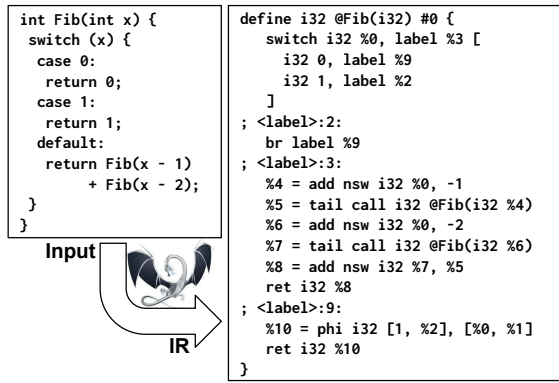 int Fib(int x) {
switch (x) {
case 0:
return 0;
case 1:
return 1;
default:
return Fib(x - 1)
+ Fib(x - 2);
}
}
Input
IR
define i32 @Fib(i32) #0 {
switch i32 %0, label %3 [
i32 0, label %9
i32 1, label %2
]
; <label>:2:
br label %9
; <label>:3:
%4 = add nsw i32 %0, -1
%5 = tail call i32 @Fib(i32 %4)
%6 = add nsw i32 %0, -2
%7 = tail call i32 @Fib(i32 %6)
%8 = add nsw i32 %7, %5
ret i32 %8
; <label>:9:
%10 = phi i32 [1, %2], [%0, %1]
ret i32 %10
}